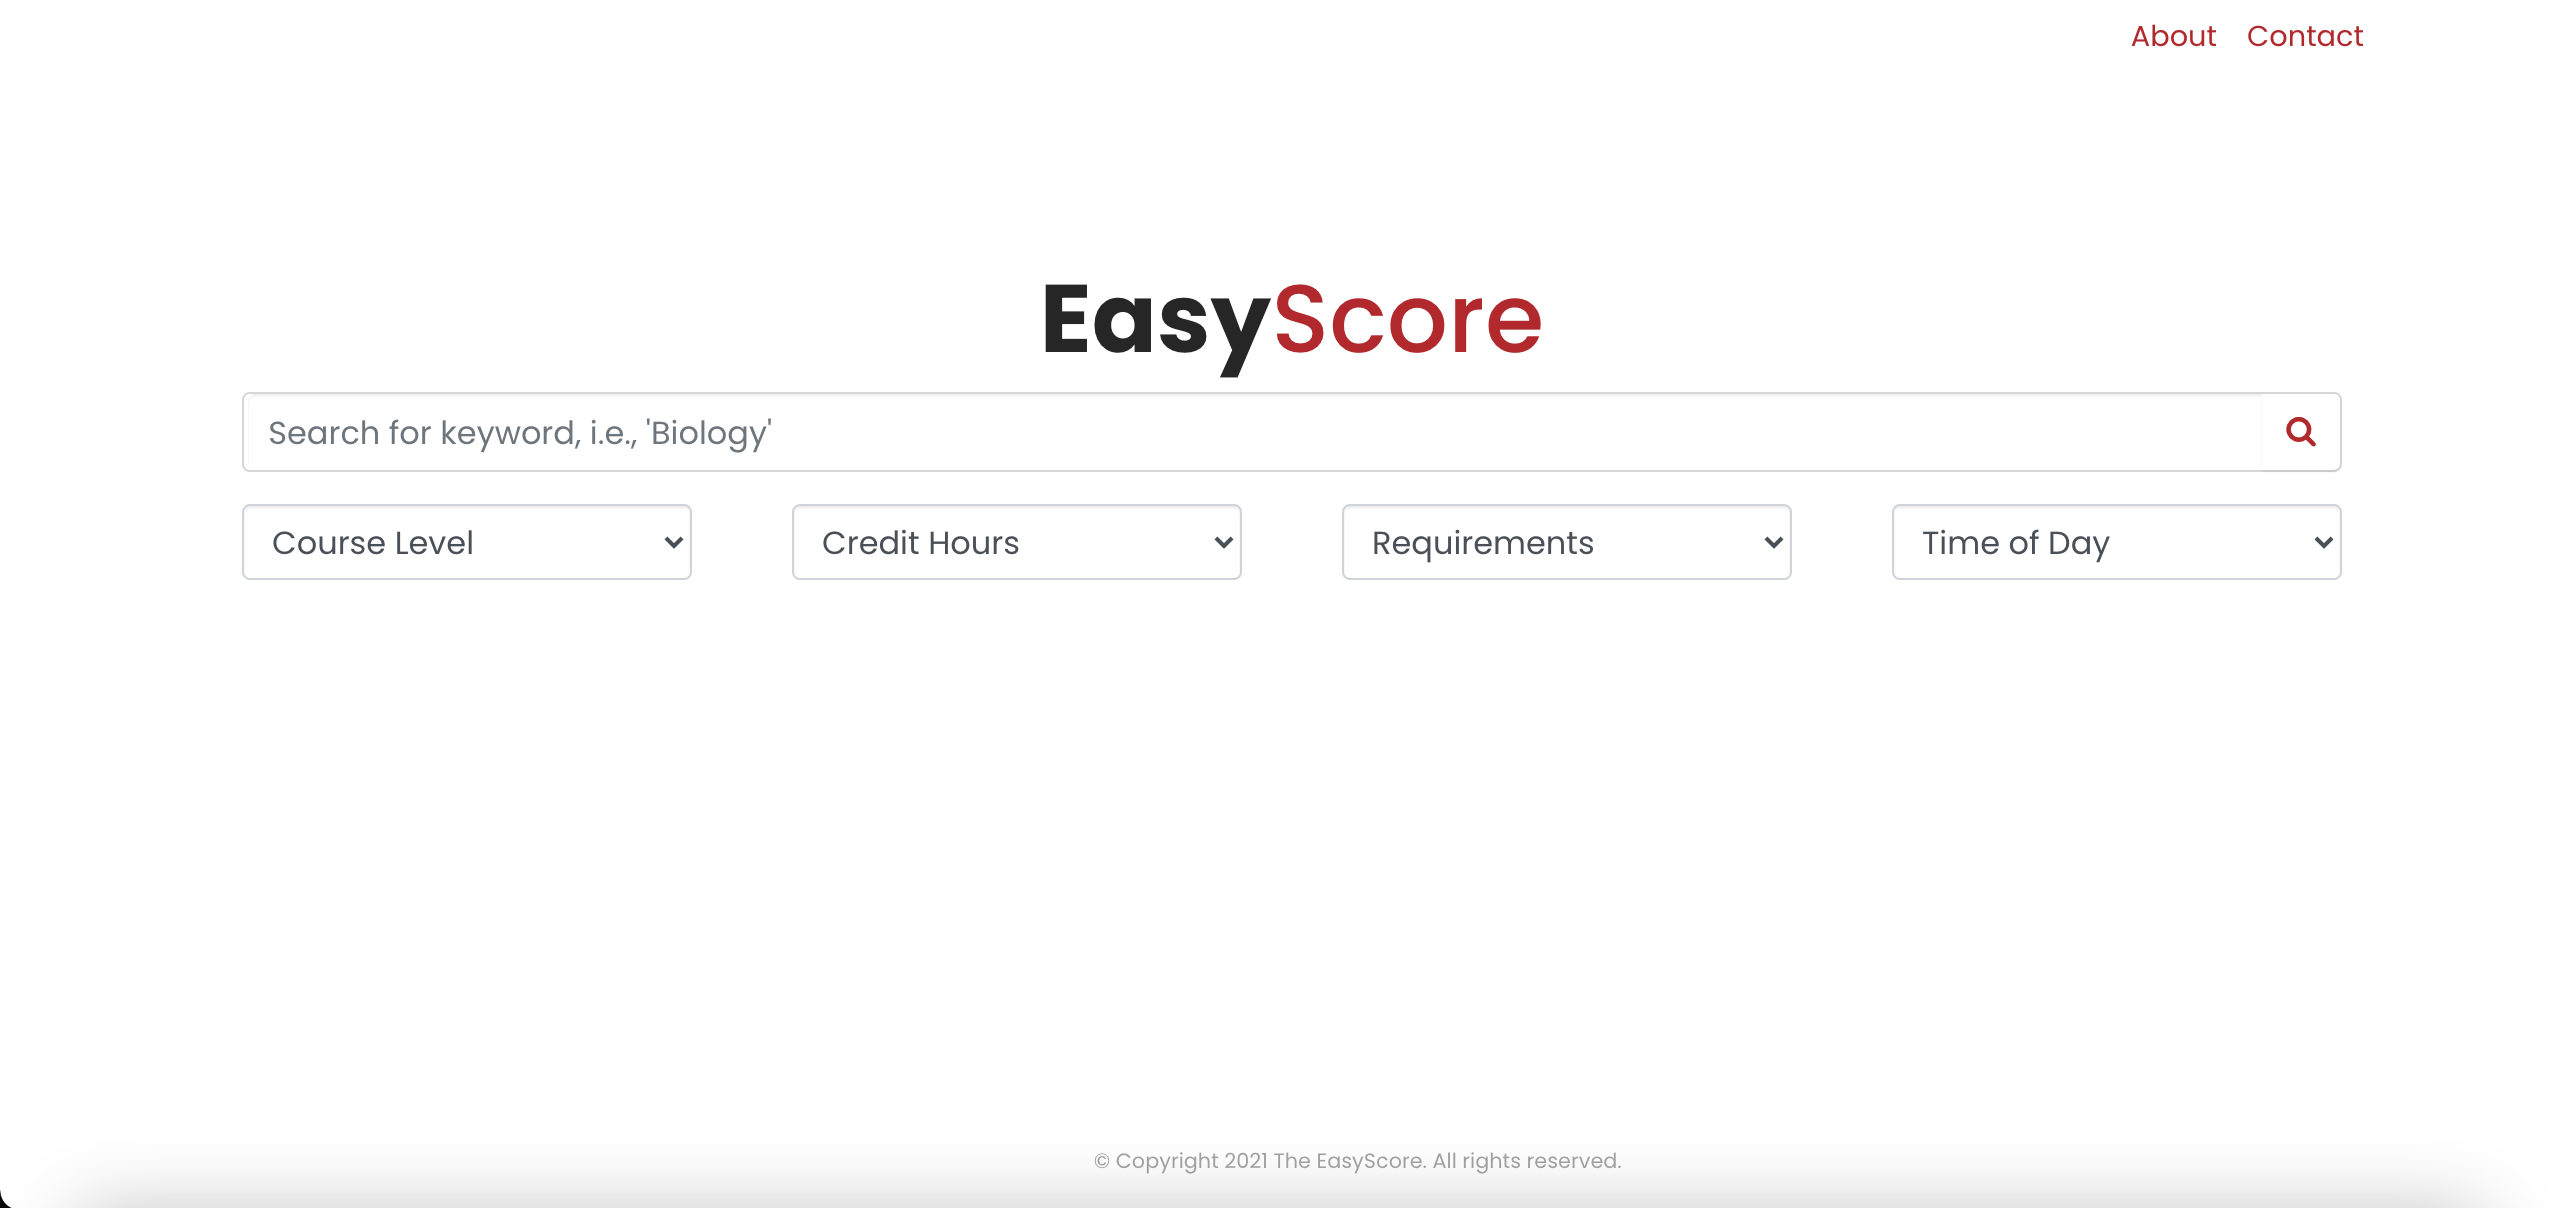 About Contact
EasyScore
Search for keyword, i.e., 'Biology'
Course Level Credit Hours Requirements Time of Day
© Copyright 2021 The EasyScore. All rights reserved.